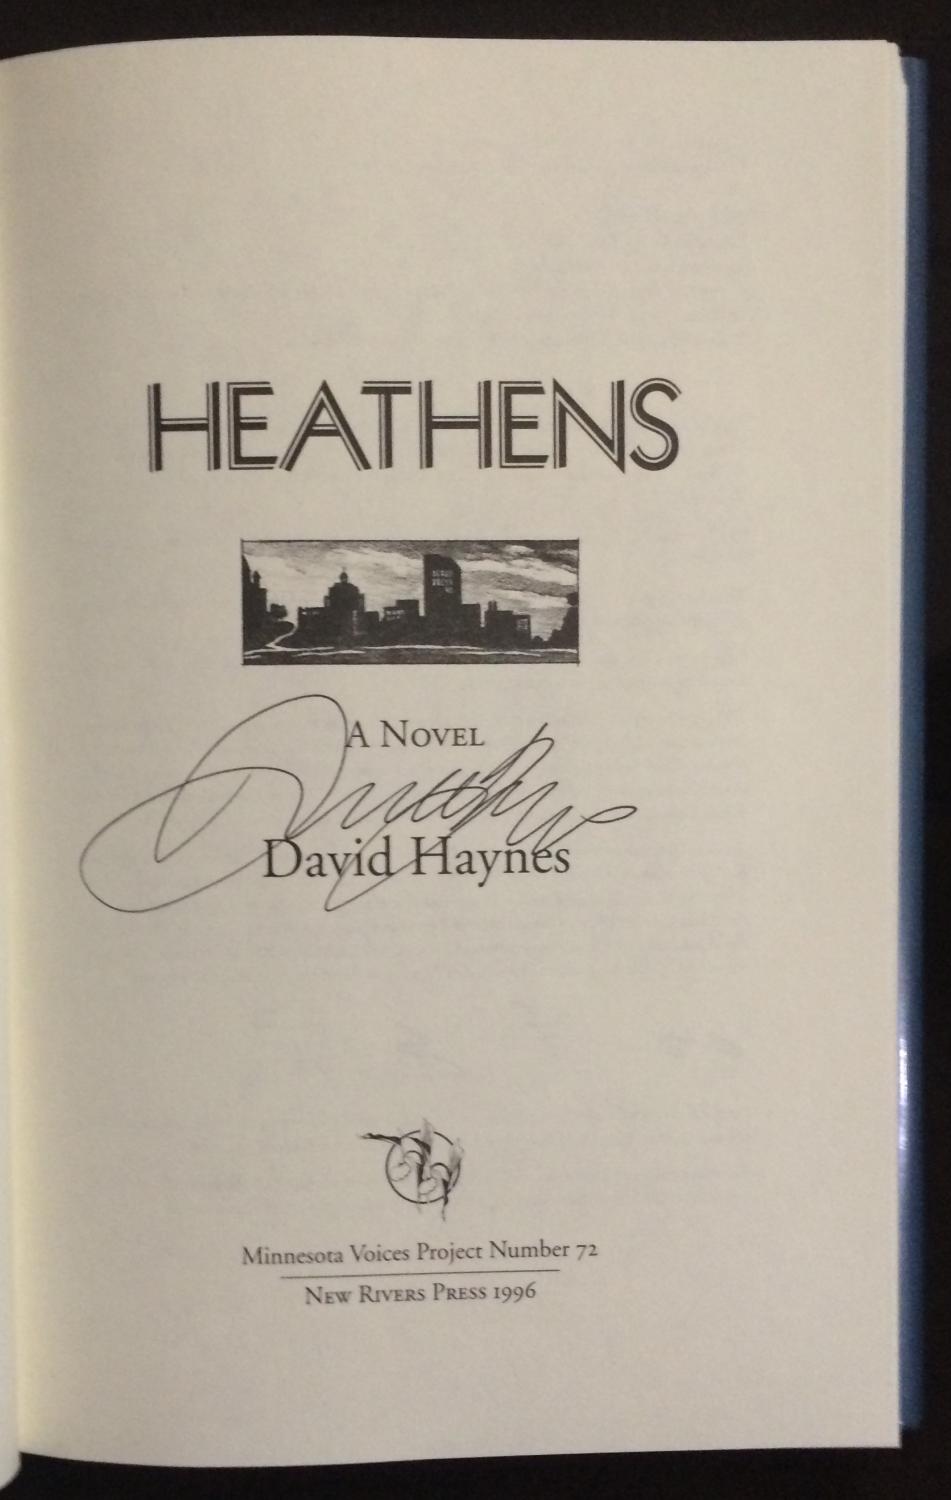 HEATHENS
A NOVEL
David Haynes
Minnesota Voices Project Number 72
NEW RIVERS PRESS 1996